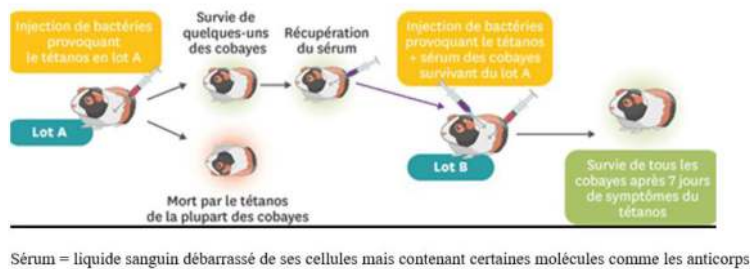 Injection de bactéries
provoquant
le tétanos en lot A
Lot A
Survie de
quelques-uns
des cobayes
Récupération
du sérum
Mort par le tétanos
de la plupart des cobayes
Injection de bactéries
provoquant le tétanos
+ sérum des cobayes
survivant du lot A
Lot B
Survie de tous les
cobayes après 7 jours
de symptômes du
tétanos
Sérum = liquide sanguin débarrassé de ses cellules mais contenant certaines molécules comme les anticorps